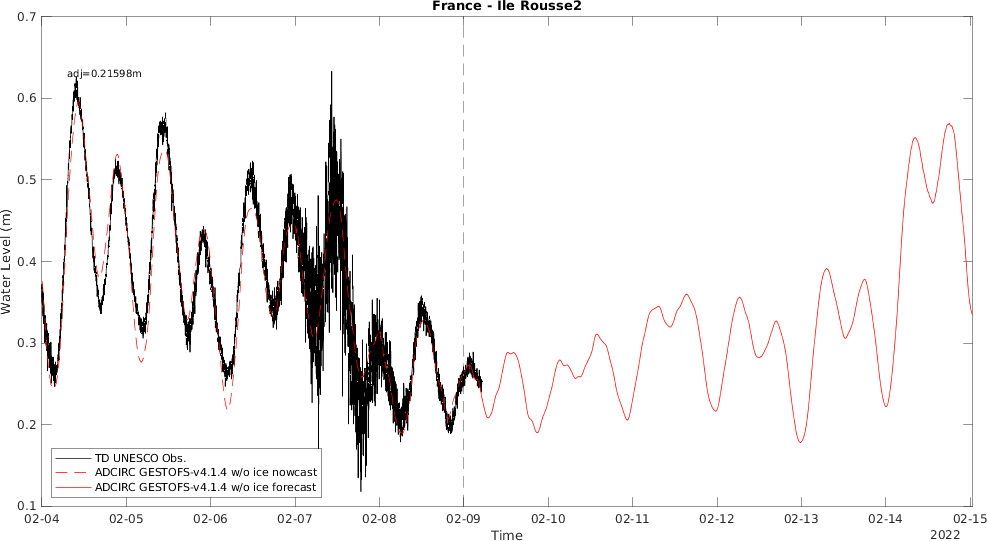 France - Ile Rousse2
adj=0.21598m
Water Level (m)
0.7
0.6
0.5
0.4
0.3
0.2
0.1
TD UNESCO Obs.
ADCIRC GESTOFS-v4.1.4 w/o ice nowcast
ADCIRC GESTOFS-v4.1.4 w/o ice forecast
02-04 02-05 02-06 02-07 02-08 02-09 02-10 02-11 02-12 02-13 02-14 02-15
Time
2022